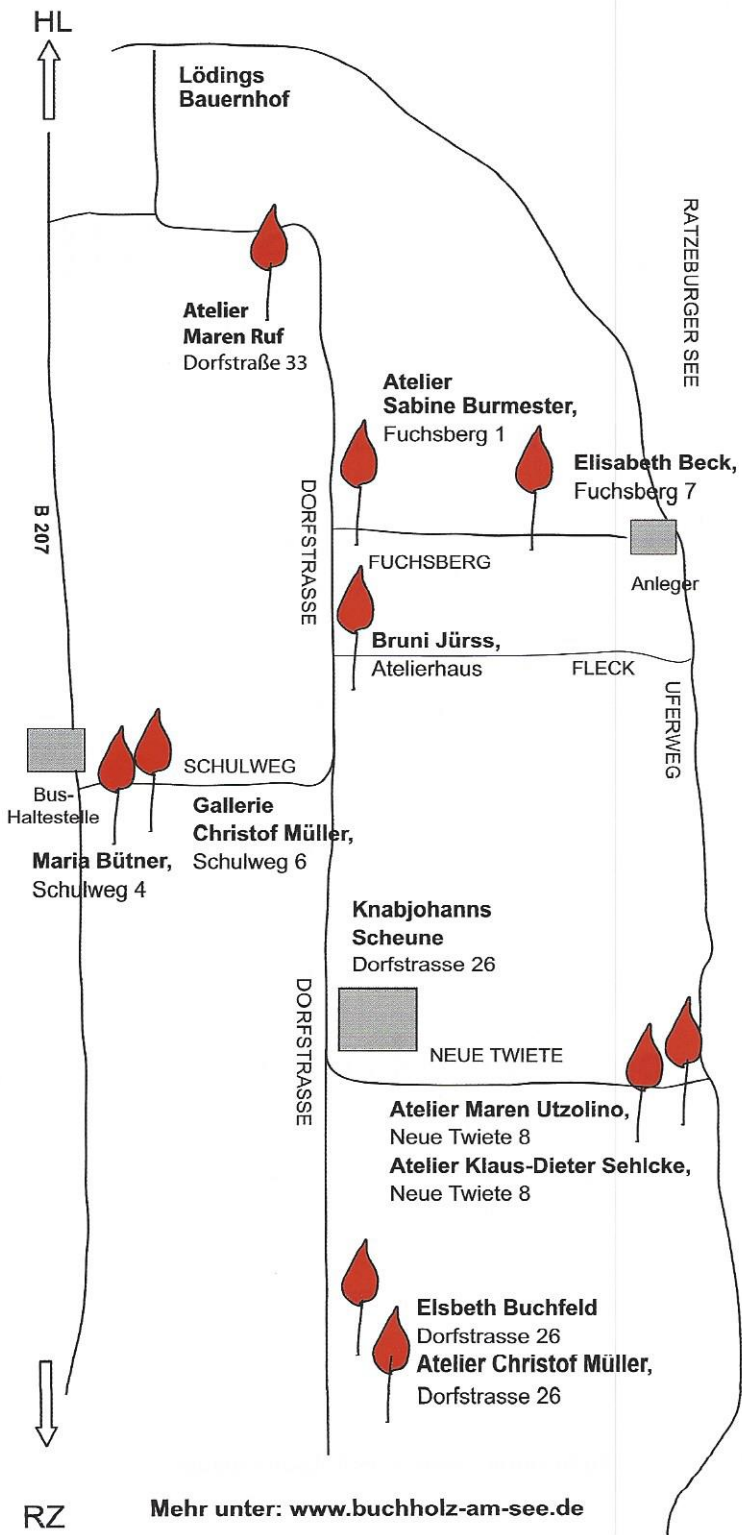 HL
Lödings
Bauernhof
RATZEBURGER SEE
Atelier
Maren Ruf
Dorfstraße 33
Atelier
Sabine Burmester,
Fuchsberg 1
Elisabeth Beck,
Fuchsberg 7
B 207
DORFSTRASSE
FUCHSBERG
Anleger
Bruni Jürss,
Atelierhaus
FLECK
UFERWEG
SCHULWEG
Bus-
Haltestelle
Gallerie
Christof Müller,
Schulweg 6
Maria Bütner,
Schulweg 4
Knabjohanns
Scheune
Dorfstrasse 26
DORFSTRASSE
NEUE TWIETE
Atelier Maren Utzolino,
Neue Twiete 8
Atelier Klaus-Dieter Sehlcke,
Neue Twiete 8
Elsbeth Buchfeld
Dorfstrasse 26
Atelier Christof Müller,
Dorfstrasse 26
RZ
Mehr unter: www.buchholz-am-see.de